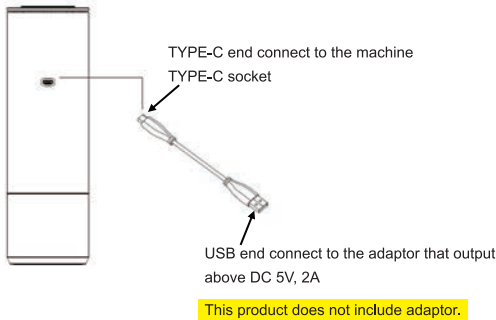 TYPE-C end connect to the machine
TYPE-C socket
USB end connect to the adaptor that output
above DC 5V, 2A
This product does not include adaptor.